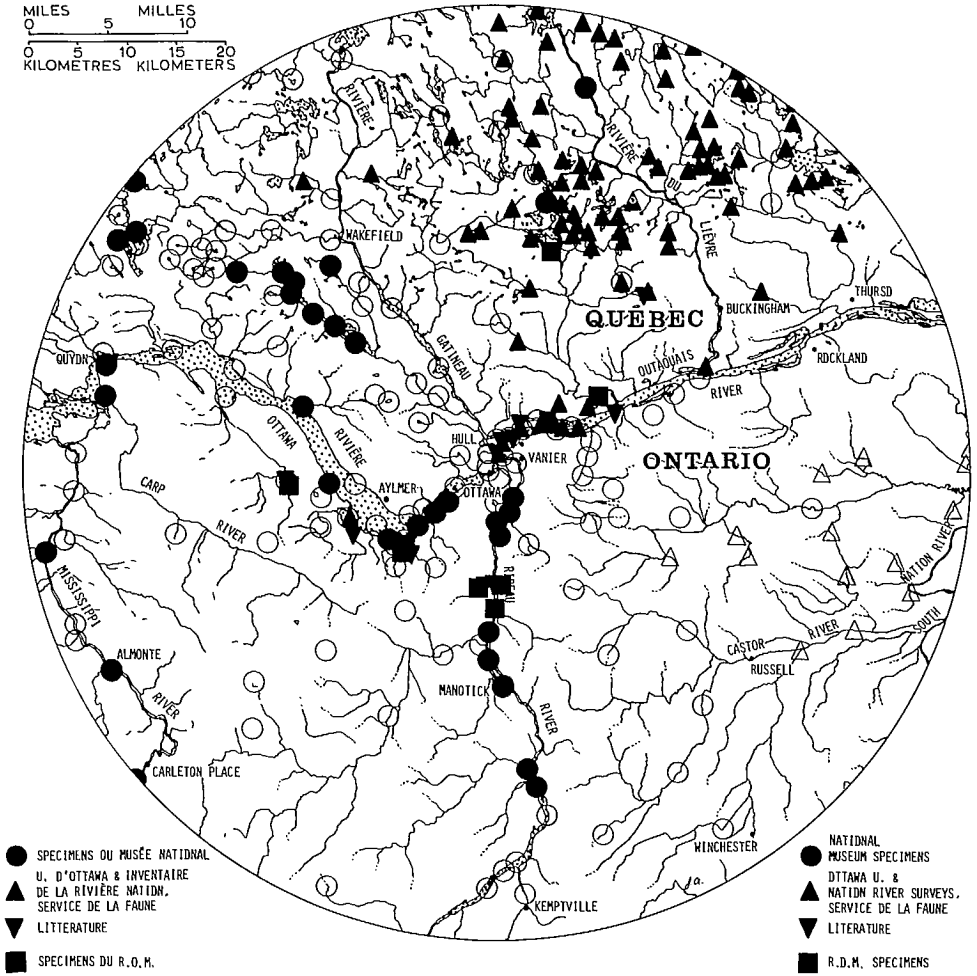 MILES MILLES
0 5 10
0 5 10 15 20
KILOMÈTRES KILOMETERS
RIVIÈRE
RIVIÈRE
DU
LIÈVRE
WAKEFIELD
GATINEAU
THURSO
BUCKINGHAM
QUÉBEC
ROCKLAND
QUYON
OUTAOUAIS
RIVER
OTTAWA
RIVIÈRE
HULL
VANIER
ONTARIO
AYLMER
OTTAWA
CARP
RIVER
NATION RIVER
SOUTH
MISSISSIPPI
RIDEAU
CASTOR
RIVER
RUSSELL
ALMONTE
MANOTICK
RIVER
RIVER
CARLETON PLACE
WINCHESTER
KEMPTVILLE
SPECIMENS OU MUSÉE NATIONAL
U. D'OTTAWA & INVENTAIRE
DE LA RIVIÈRE NATION,
SERVICE DE LA FAUNE
LITTERATURE
SPECIMENS DU R.O.M.
NATIONAL
MUSEUM SPECIMENS
OTTAWA U. &
NATION RIVER SURVEYS,
SERVICE DE LA FAUNE
LITERATURE
R.O.M. SPECIMENS